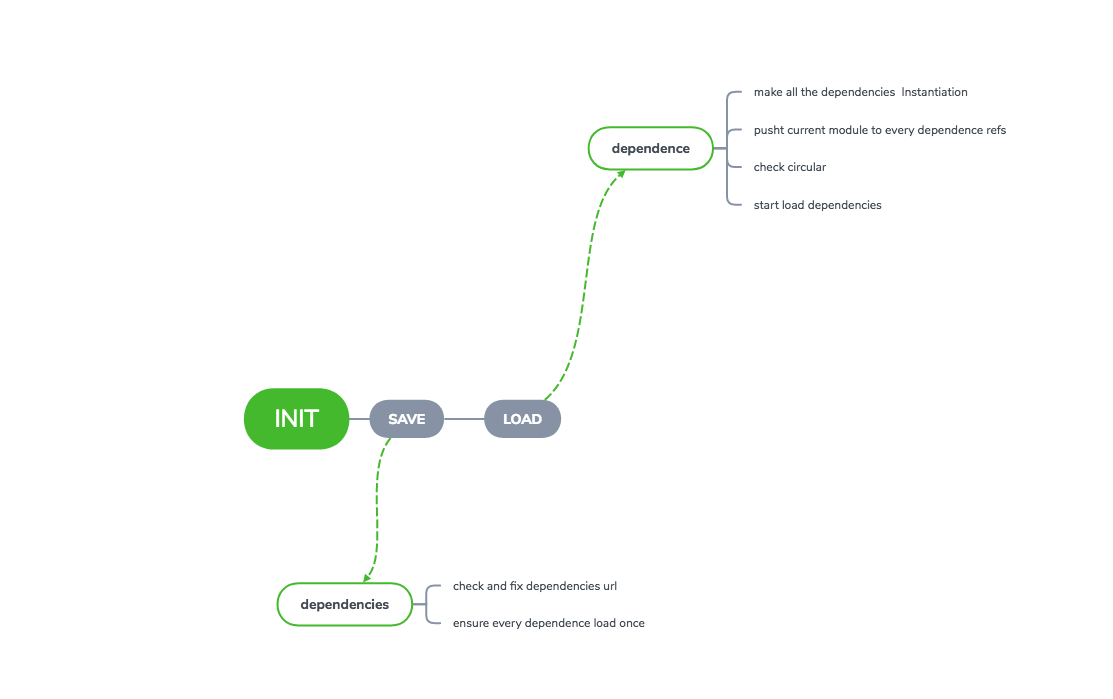 make all the dependencies  Instantiation
dependence
pusht current module to every dependence refs
check circular
start load dependencies
INIT
SAVE
LOAD
dependencies
check and fix dependencies url
ensure every dependence load once